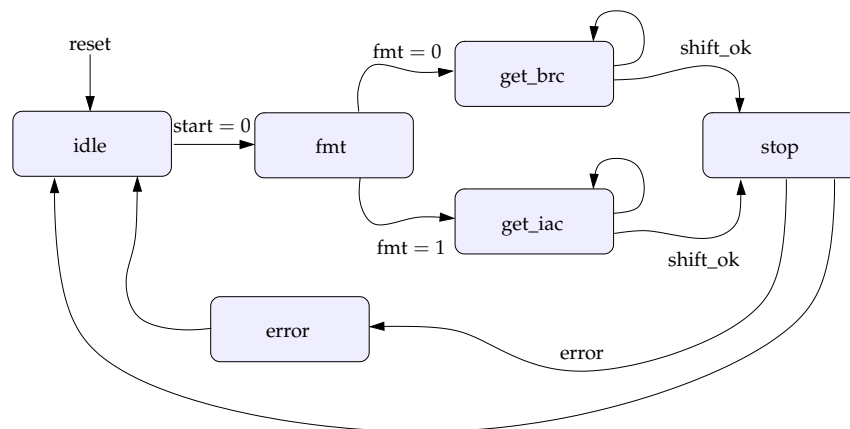 reset
fmt = 0
get_brc
shift_ok
idle
start = 0
fmt
stop
get_iac
fmt = 1
shift_ok
error
error